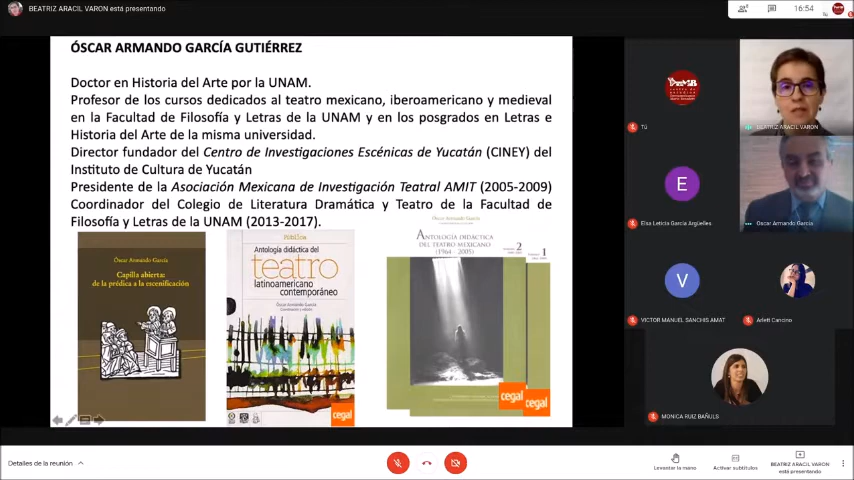 BEATRIZ ARACIL VARON está presentando
16:54
ÓSCAR ARMANDO GARCÍA GUTIÉRREZ
Doctor en Historia del Arte por la UNAM.
Profesor de los cursos dedicados al teatro mexicano, iberoamericano y medieval
en la Facultad de Filosofía y Letras de la UNAM y en los posgrados en Letras e
Historia del Arte de la misma universidad.
Director fundador del Centro de Investigaciones Escénicas de Yucatán (CINEY) del
Instituto de Cultura de Yucatán
Presidente de la Asociación Mexicana de Investigación Teatral AMIT (2005-2009)
Coordinador del Colegio de Literatura Dramática y Teatro de la Facultad de
Filosofía y Letras de la UNAM (2013-2017).
Óscar Armando García
Capilla abierta:
de la prédica a la escenificación
Antología didáctica del
teatro
latinoamericano
contemporáneo
Óscar Armando García
cegal
Óscar Armando García
ANTOLOGÍA DIDÁCTICA
DEL TEATRO MEXICANO
(1964 - 2005)
2
1
cegal
cegal
Tú
BEATRIZ ARACIL VARON
Elsa Leticia García Argüelles
Oscar Armando García
E
V
VICTOR MANUEL SANCHIS AMAT
Arlett Cancino
MONICA RUIZ BAÑULS
Detalles de la reunión
Levantar la mano
Activar subtítulos
BEATRIZ ARACIL VARON
está presentando